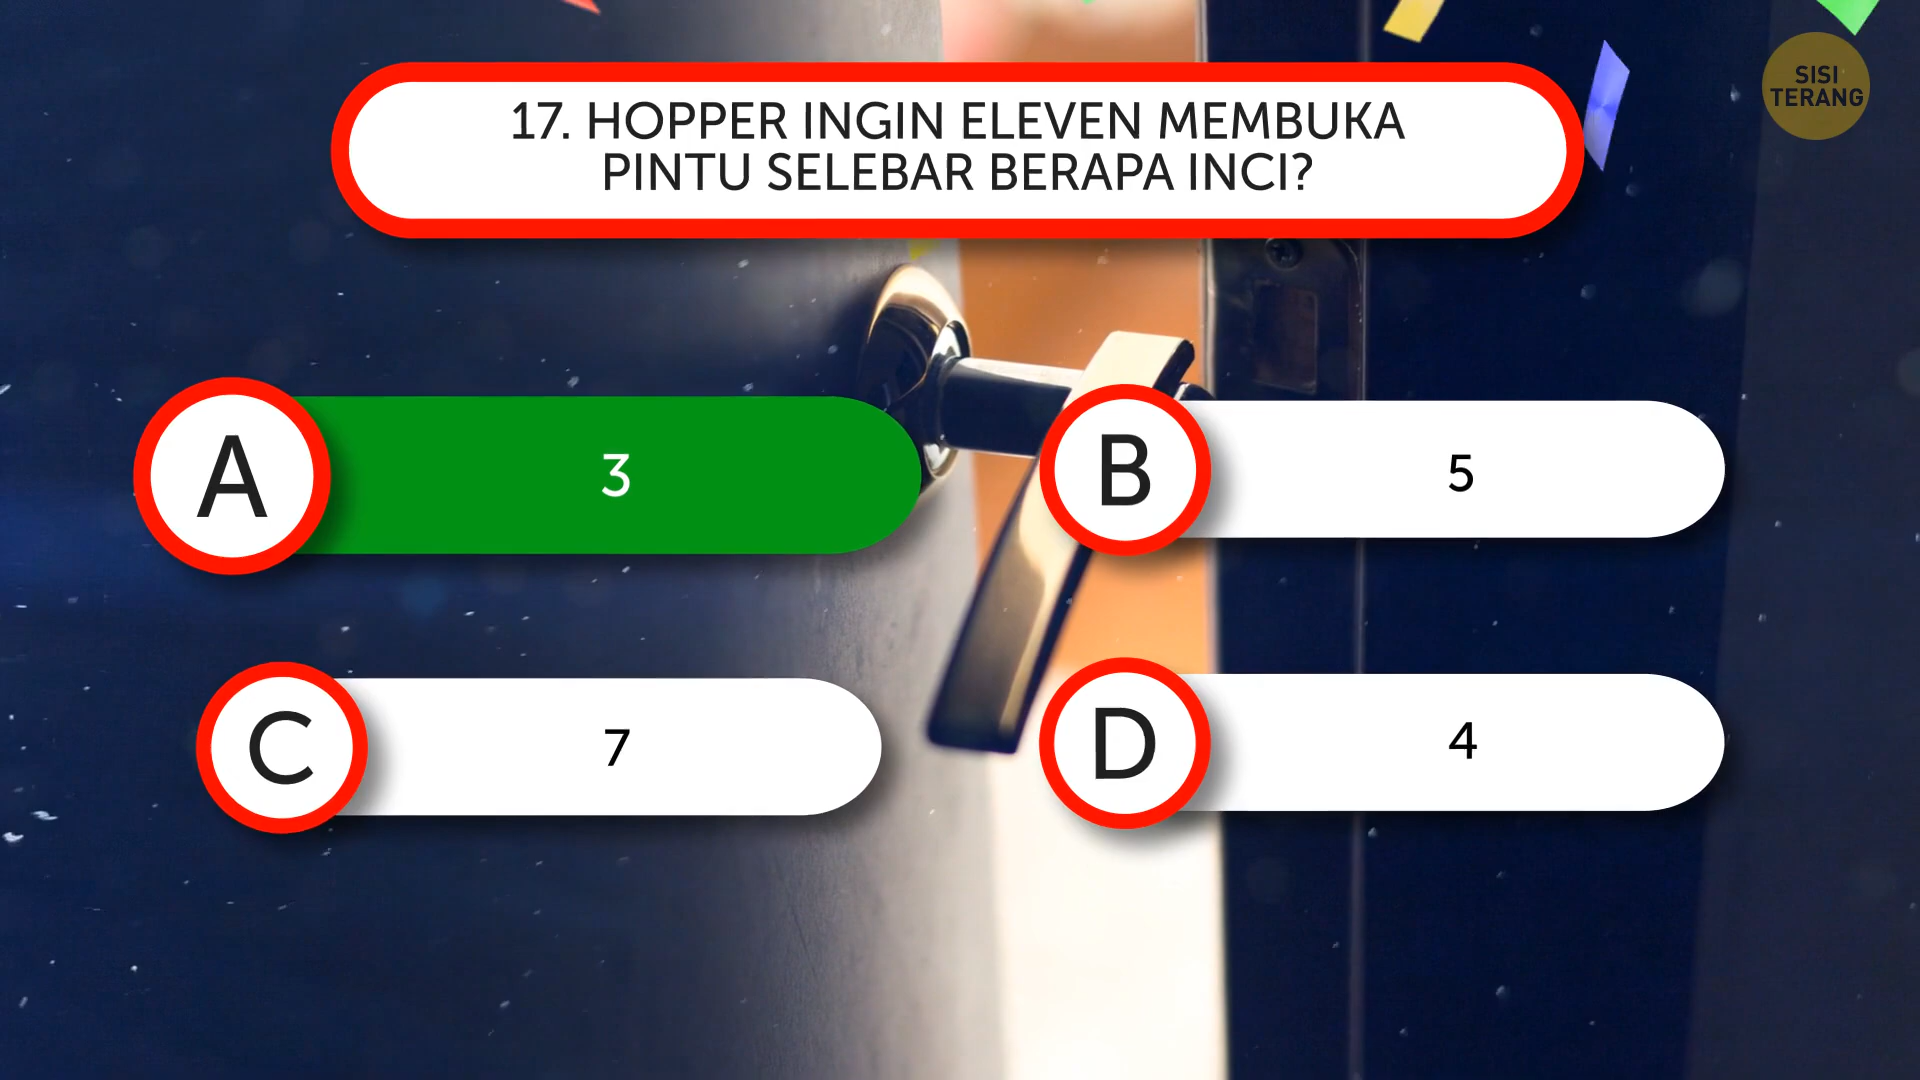 17. HOPPER INGIN ELEVEN MEMBUKA
PINTU SELEBAR BERAPA INCI?
SISI
TERANG
A
3
B
5
C
7
D
4